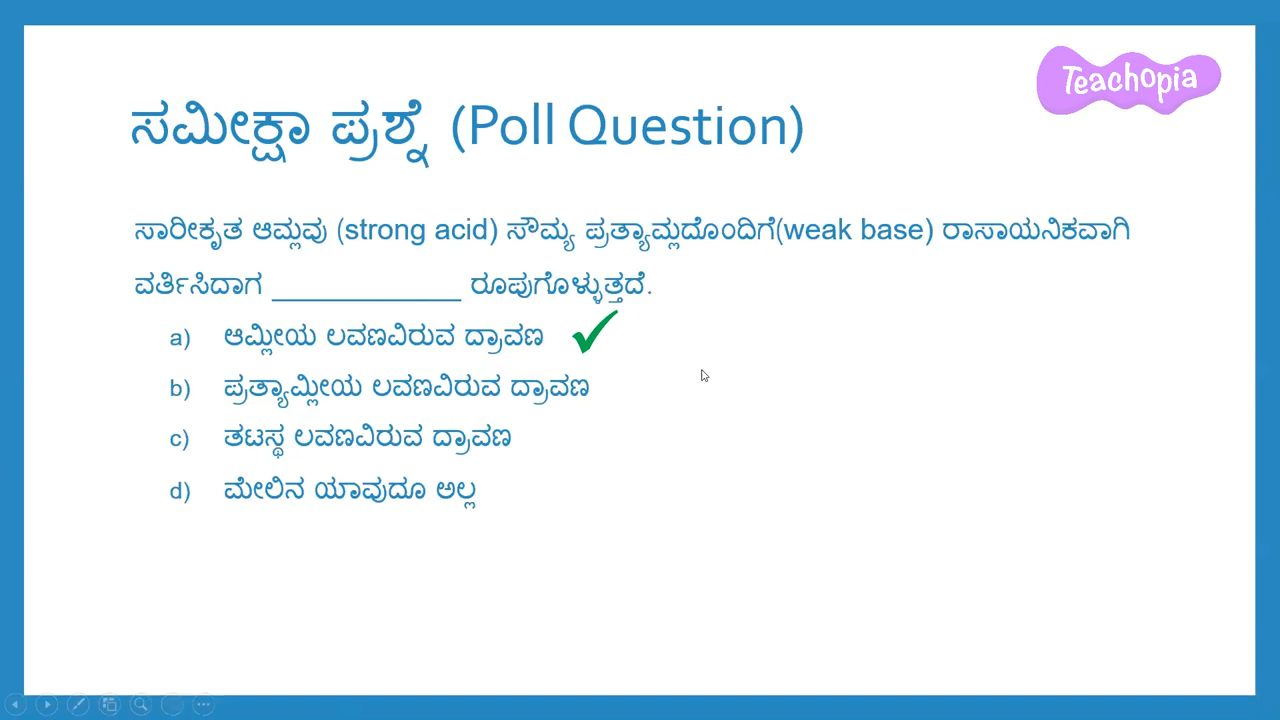 Teachopia
ಸಮೀಕ್ಷಾ ಪ್ರಶ್ನೆ (Poll Question)
ಸಾರೀಕೃತ ಆಮ್ಲವು (strong acid) ಸೌಮ್ಯ ಪ್ರತ್ಯಾಮ್ಲದೊಂದಿಗೆ(weak base) ರಾಸಾಯನಿಕವಾಗಿ
ವರ್ತಿಸಿದಾಗ ____________ ರೂಪುಗೊಳ್ಳುತ್ತದೆ.
a) ಆಮ್ಲೀಯ ಲವಣವಿರುವ ದ್ರಾವಣ
b) ಪ್ರತ್ಯಾಮ್ಲೀಯ ಲವಣವಿರುವ ದ್ರಾವಣ
c) ತಟಸ್ಥ ಲವಣವಿರುವ ದ್ರಾವಣ
d) ಮೇಲಿನ ಯಾವುದೂ ಅಲ್ಲ